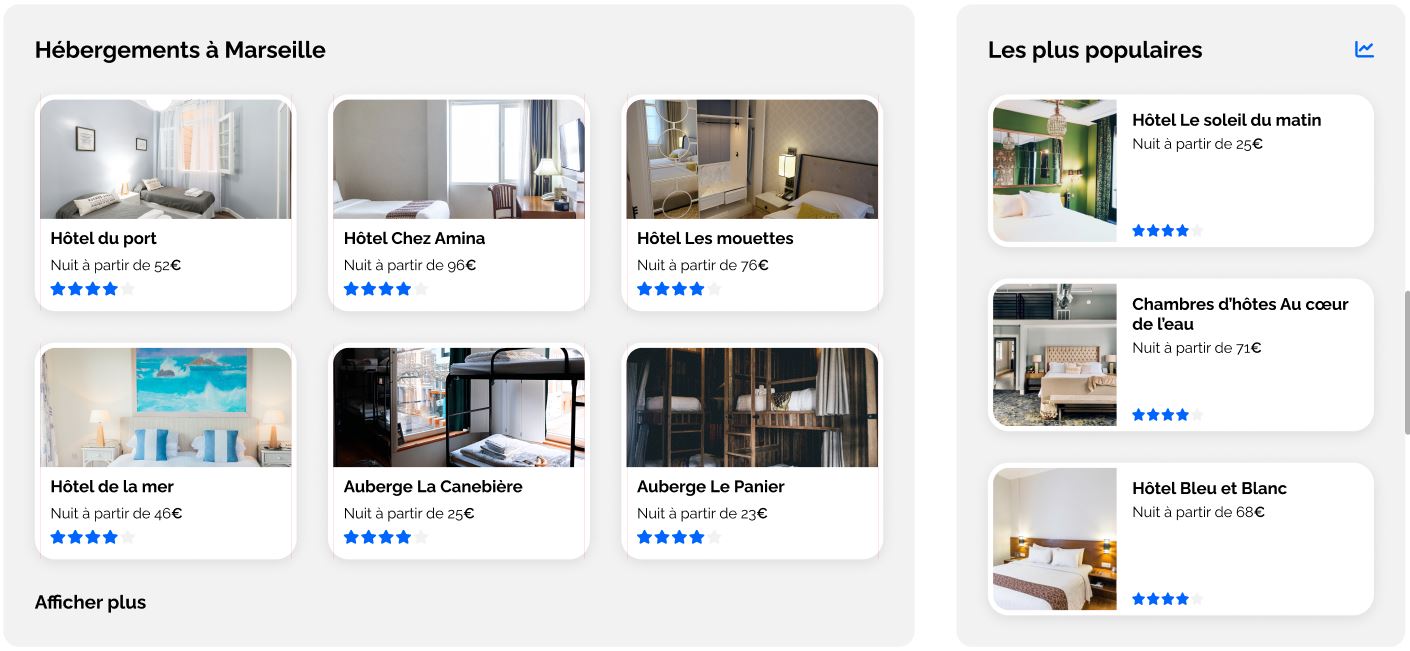 Hébergements à Marseille
Hôtel du port
Nuit à partir de 52€
Hôtel Chez Amina
Nuit à partir de 96€
Hôtel Les mouettes
Nuit à partir de 76€
Hôtel de la mer
Nuit à partir de 46€
Auberge La Canebière
Nuit à partir de 25€
Auberge Le Panier
Nuit à partir de 23€
Afficher plus
Les plus populaires
Hôtel Le soleil du matin
Nuit à partir de 25€
Chambres d’hôtes Au cœur
de l’eau
Nuit à partir de 71€
Hôtel Bleu et Blanc
Nuit à partir de 68€